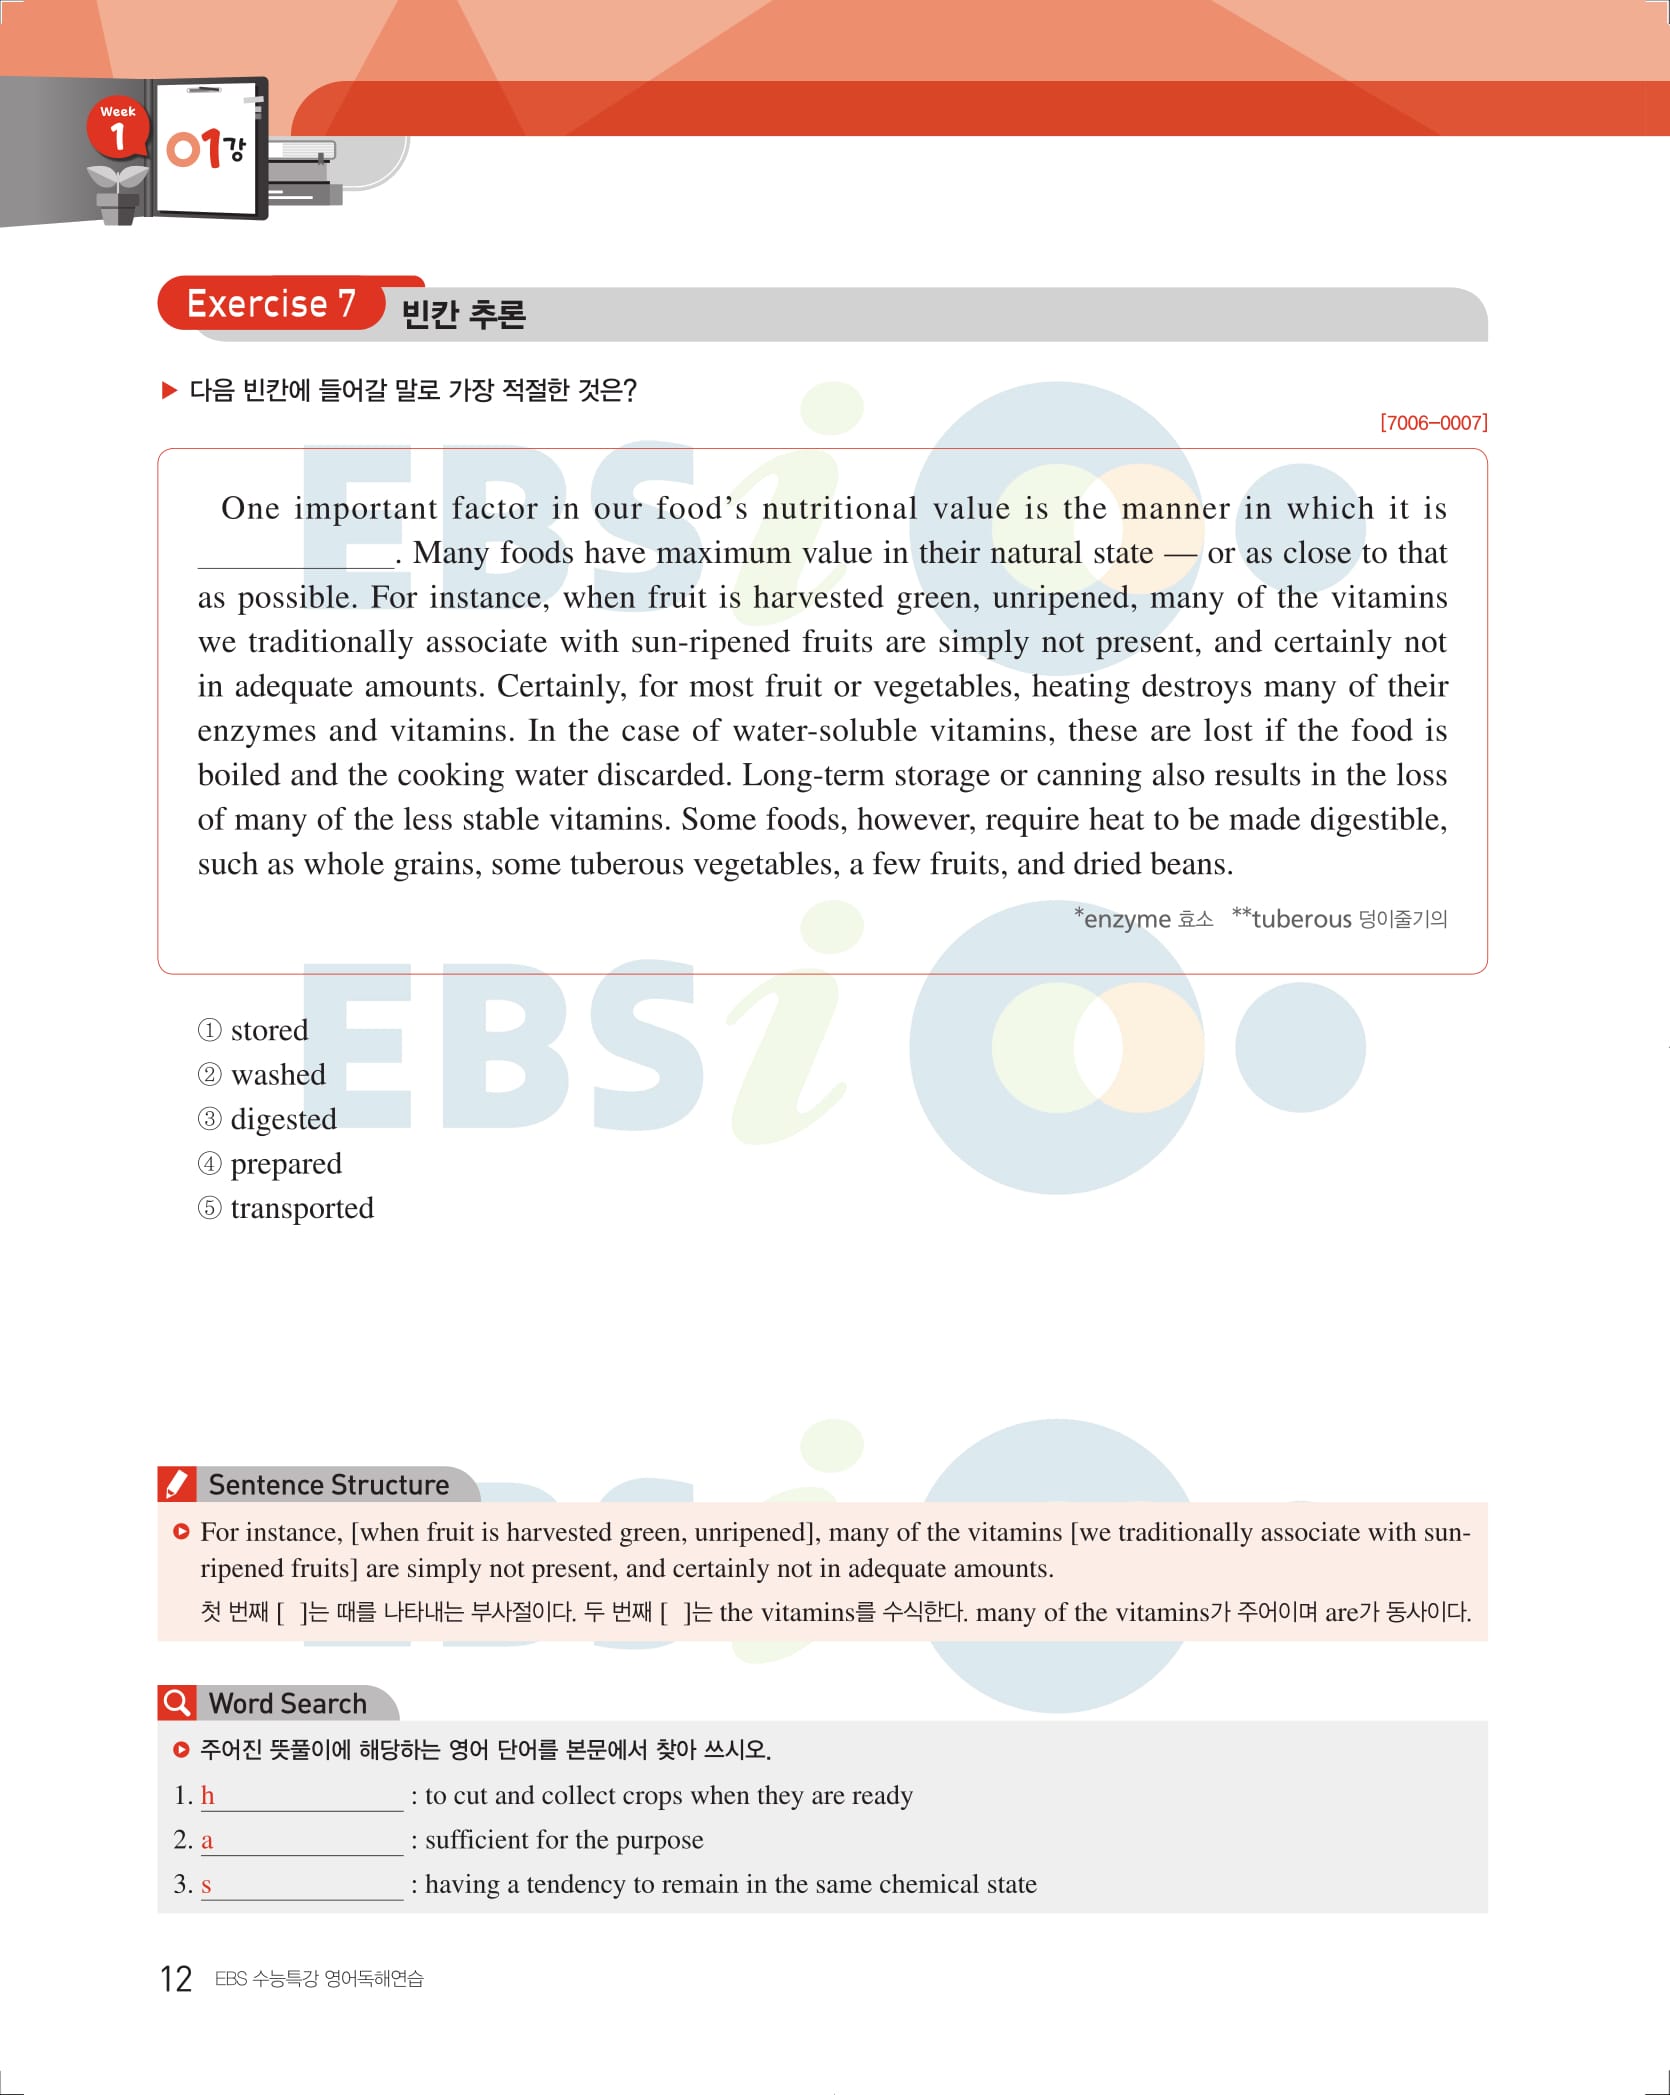 Week
1
01강
Exercise 7 빈칸 추론
▶ 다음 빈칸에 들어갈 말로 가장 적절한 것은?
[7006-0007]
One important factor in our food's nutritional value is the manner in which it is
____________. Many foods have maximum value in their natural state — or as close to that
as possible. For instance, when fruit is harvested green, unripened, many of the vitamins
we traditionally associate with sun-ripened fruits are simply not present, and certainly not
in adequate amounts. Certainly, for most fruit or vegetables, heating destroys many of their
enzymes and vitamins. In the case of water-soluble vitamins, these are lost if the food is
boiled and the cooking water discarded. Long-term storage or canning also results in the loss
of many of the less stable vitamins. Some foods, however, require heat to be made digestible,
such as whole grains, some tuberous vegetables, a few fruits, and dried beans.
*enzyme 효소 **tuberous 덩이줄기의
① stored
② washed
③ digested
④ prepared
⑤ transported
Sentence Structure
For instance, [when fruit is harvested green, unripened], many of the vitamins [we traditionally associate with sun-
ripened fruits] are simply not present, and certainly not in adequate amounts.
첫 번째 [ ]는 때를 나타내는 부사절이다. 두 번째 [ ]는 the vitamins를 수식한다. many of the vitamins가 주어이며 are가 동사이다.
Word Search
주어진 뜻풀이에 해당하는 영어 단어를 본문에서 찾아 쓰시오.
1. h____________ : to cut and collect crops when they are ready
2. a____________ : sufficient for the purpose
3. s____________ : having a tendency to remain in the same chemical state
12 EBS 수능특강 영어독해연습
EBSi
EBSi
EBSi